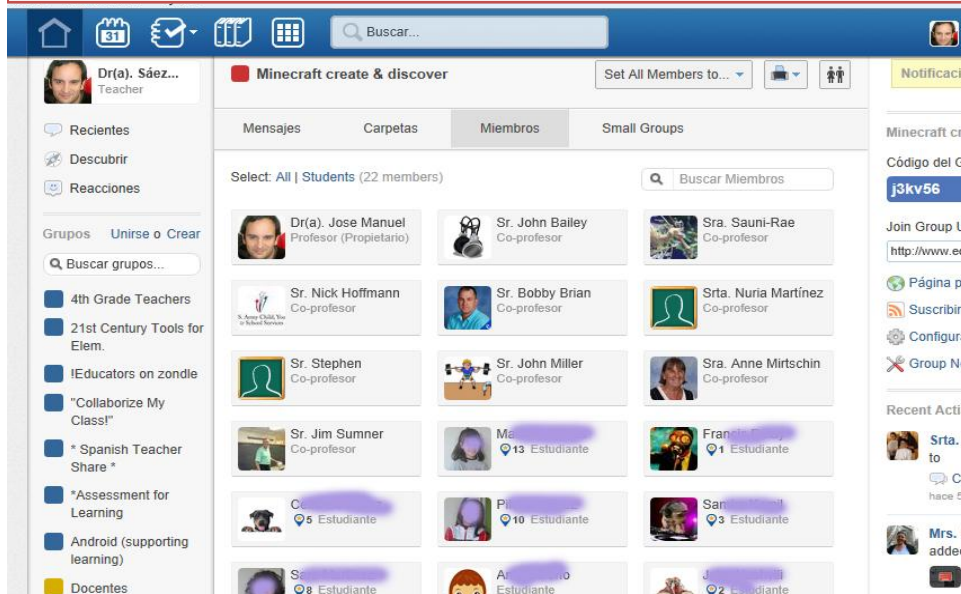 31
Buscar...
Dr(a). Sáez...
Teacher
Recientes
Descubrir
Reacciones
Grupos Unirse o Crear
Buscar grupos...
4th Grade Teachers
21st Century Tools for
Elem.
!Educators on zondle
"Collaborize My
Class!"
* Spanish Teacher
Share *
*Assessment for
Learning
Android (supporting
learning)
Docentes
Minecraft create & discover
Set All Members to...
Mensajes Carpetas Miembros Small Groups
Select: All | Students (22 members)
Buscar Miembros
Dr(a). Jose Manuel
Profesor (Propietario)
Sr. John Bailey
Co-profesor
Sra. Sauni-Rae
Co-profesor
Sr. Nick Hoffmann
Co-profesor
Sr. Bobby Brian
Co-profesor
Srta. Nuria Martínez
Co-profesor
Sr. Stephen
Co-profesor
Sr. John Miller
Co-profesor
Sra. Anne Mirtschin
Co-profesor
Sr. Jim Sumner
Co-profesor
13 Estudiante
1 Estudiante
5 Estudiante
10 Estudiante
3 Estudiante
8 Estudiante
Estudiante
2 Estudiante
Notificaci
Minecraft cr
Código del G
j3kv56
Join Group U
http://www.ed
Página p
Suscribir
Configura
Group No
Recent Acti
Srta.
to
C
hace 5
Mrs.
added